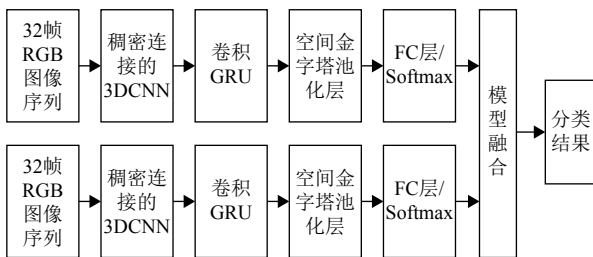 32帧
RGB
图像
序列
稠密连
接的
3DCNN
卷积
GRU
空间金
字塔池
化层
FC层/
Softmax
32帧
RGB
图像
序列
稠密连
接的
3DCNN
卷积
GRU
空间金
字塔池
化层
FC层/
Softmax
模
型
融
合
分类
结果